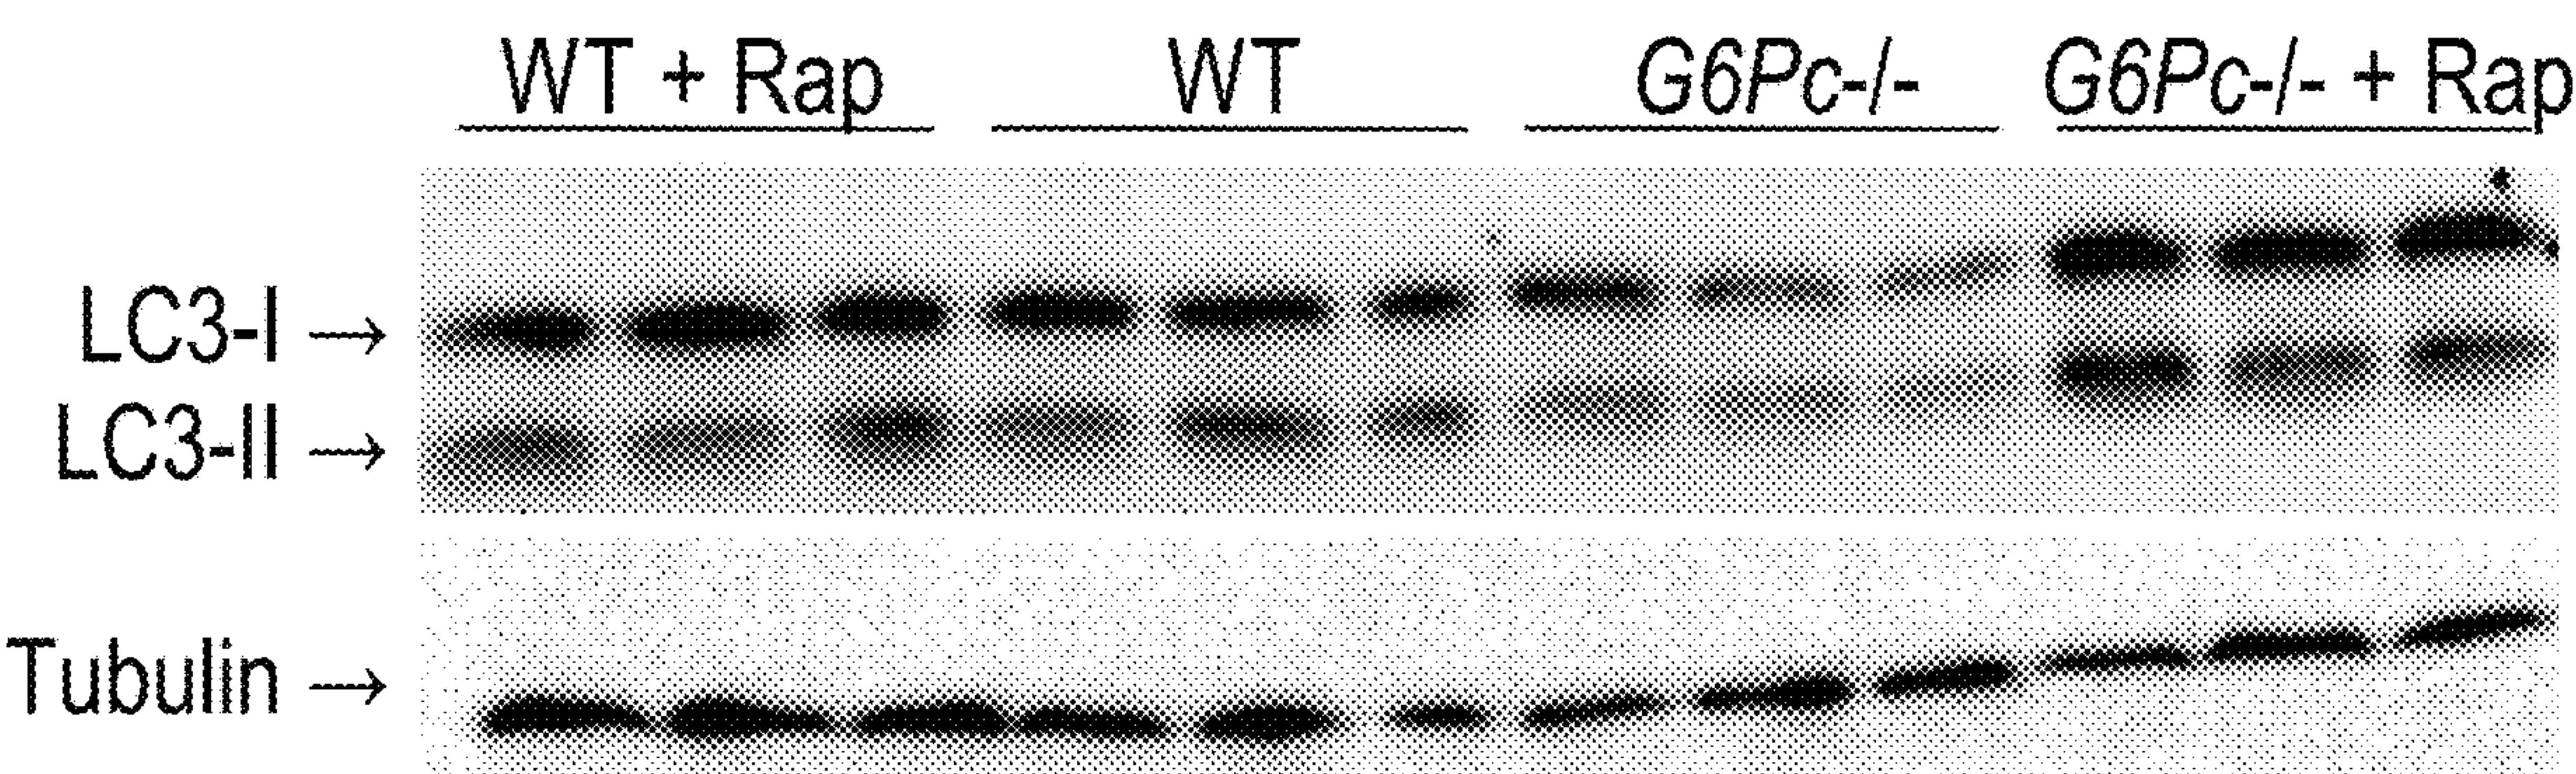 WT + Rap WT G6Pc-/- G6Pc-/- + Rap
LC3-I →
LC3-II →
Tubulin →